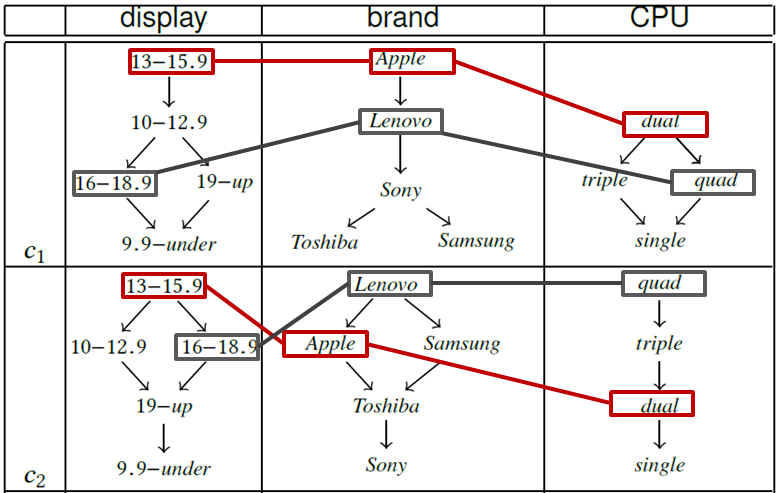 display brand CPU
13–15.9 Apple
10–12.9 Lenovo dual
16–18.9 19–up Sony triple quad
c1 9.9–under Toshiba Samsung single
13–15.9 Lenovo quad
10–12.9 16–18.9 Apple Samsung triple
19–up Toshiba dual
c2 9.9–under Sony single